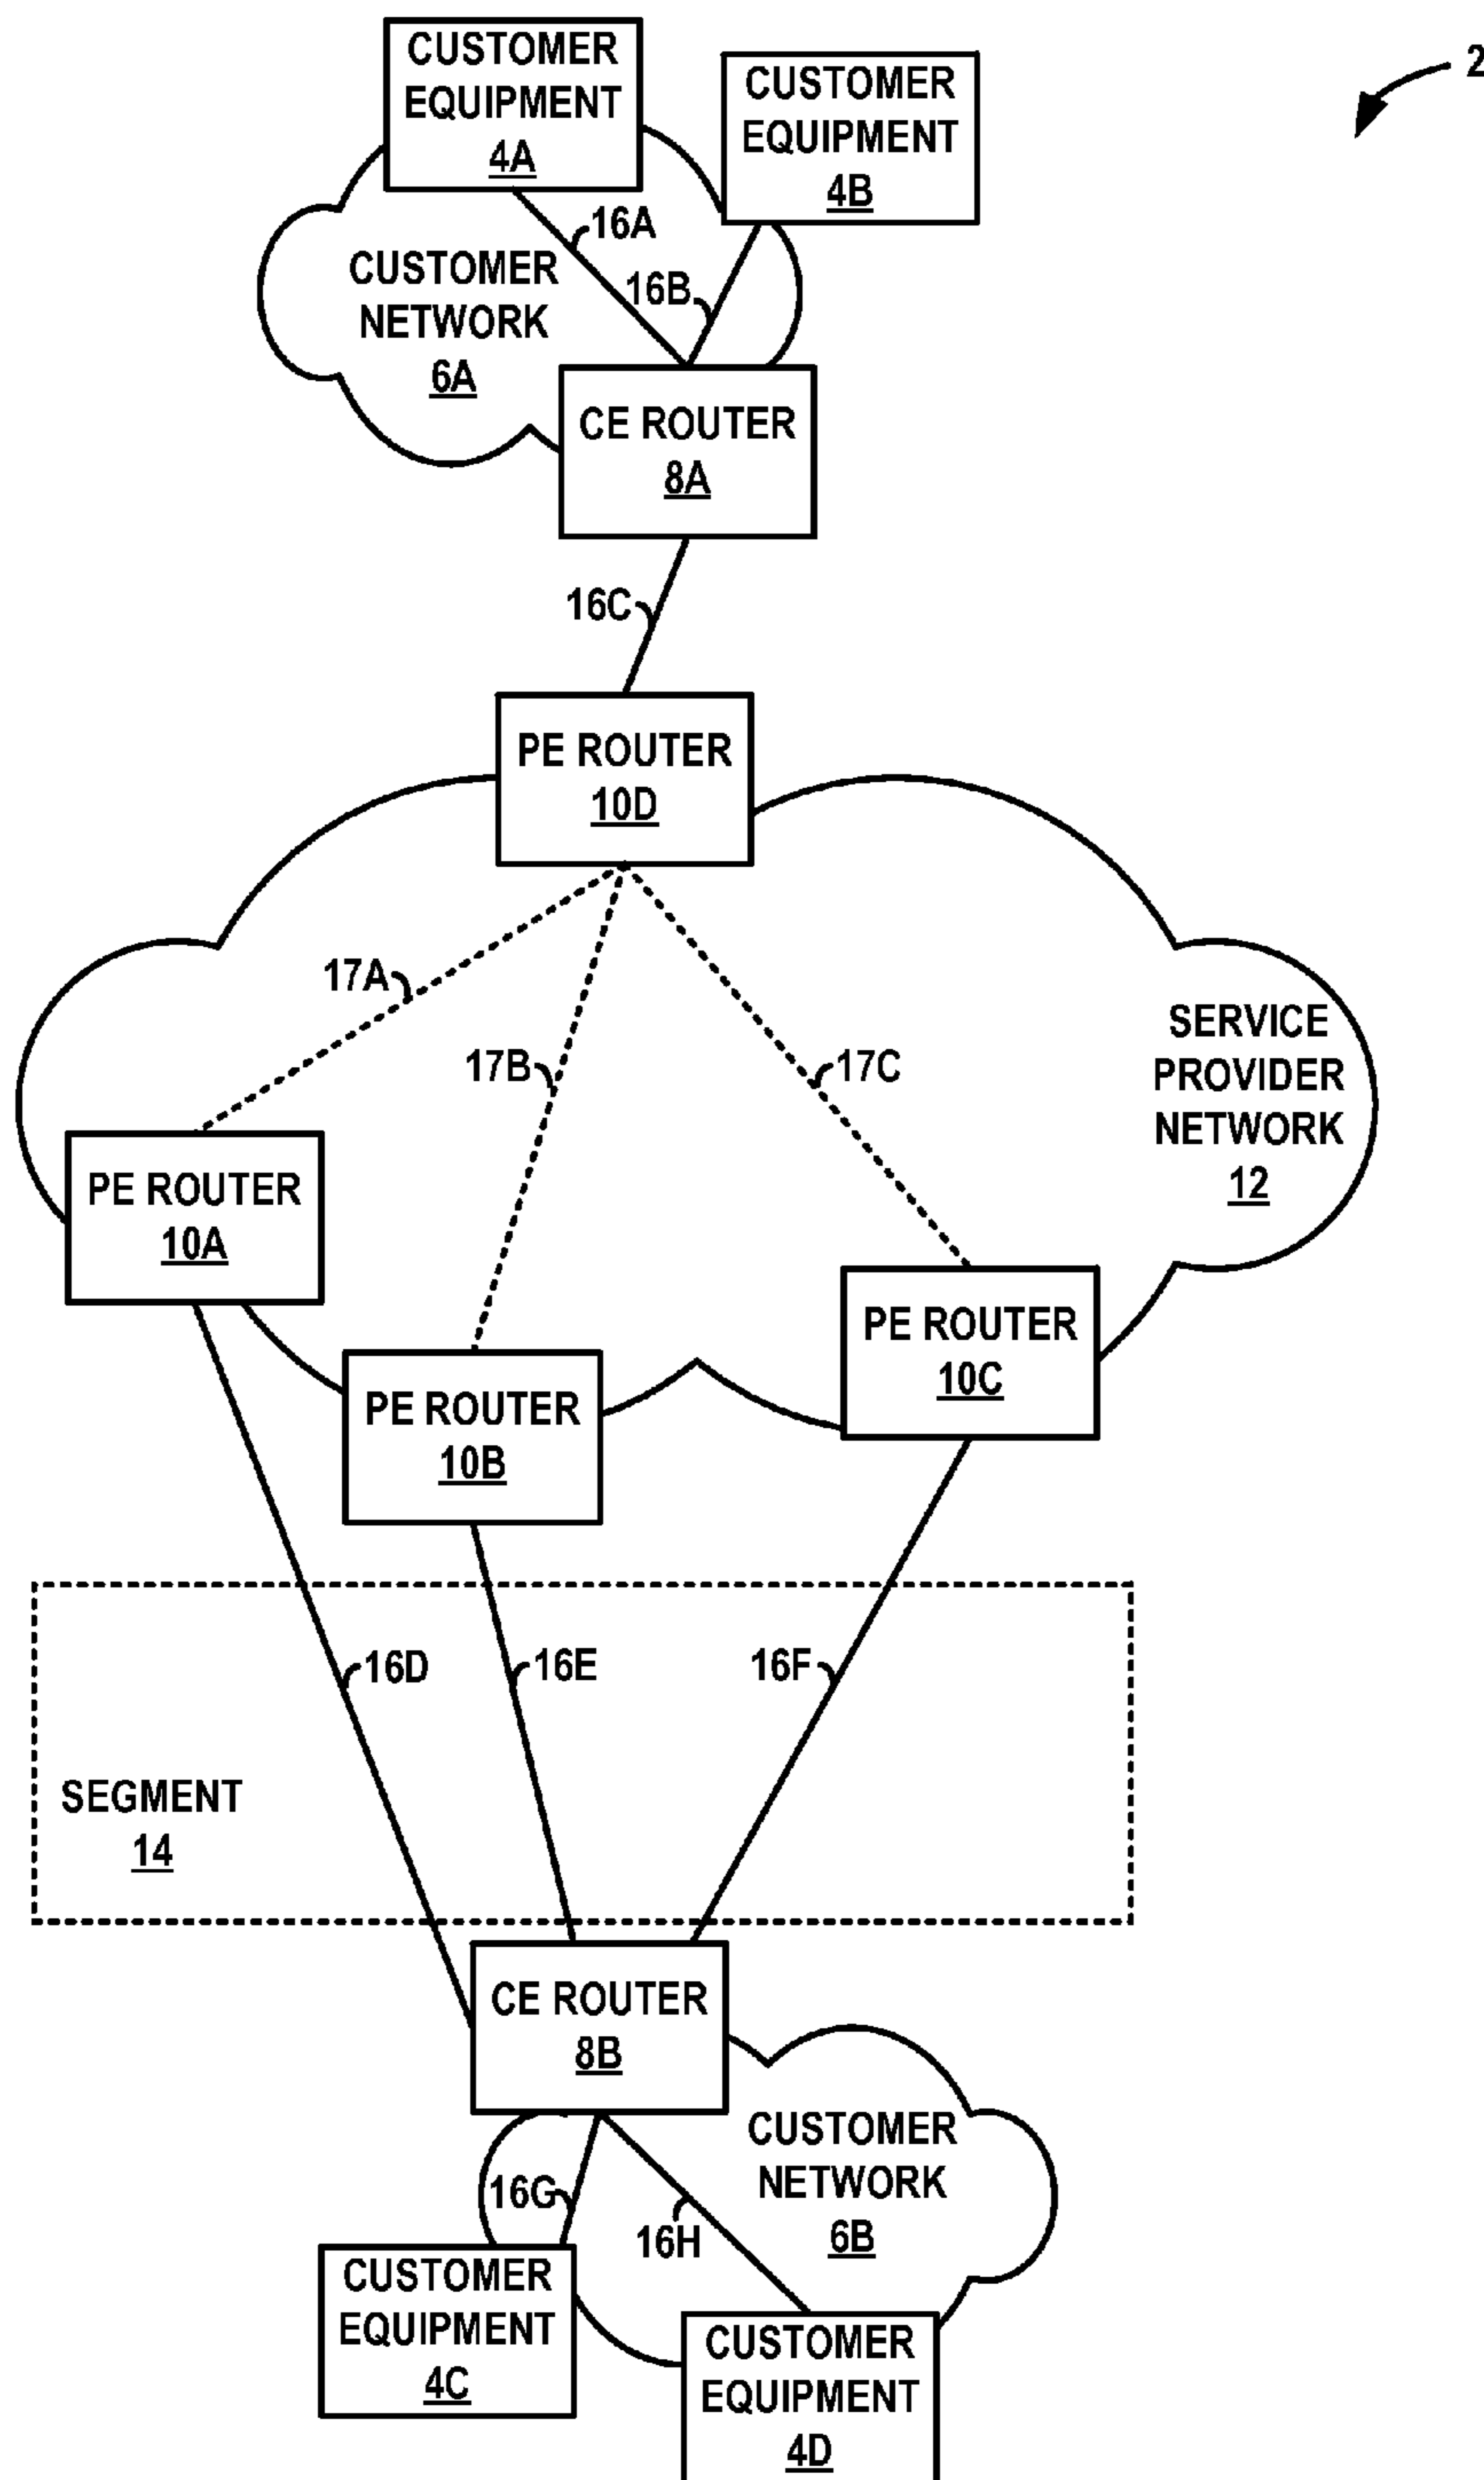 2
CUSTOMER
EQUIPMENT
4A
CUSTOMER
EQUIPMENT
4B
16A
16B
CUSTOMER
NETWORK
6A
CE ROUTER
8A
16C
PE ROUTER
10D
17A
17B
17C
SERVICE
PROVIDER
NETWORK
12
PE ROUTER
10A
PE ROUTER
10B
PE ROUTER
10C
16D
16E
16F
SEGMENT
14
CE ROUTER
8B
CUSTOMER
NETWORK
6B
16G
16H
CUSTOMER
EQUIPMENT
4C
CUSTOMER
EQUIPMENT
4D